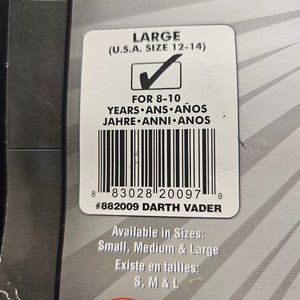 LARGE
(U.S.A. SIZE 12-14)
FOR 8-10
YEARS•ANS•AÑOS
JAHRE•ANNI•ANOS
8 83028 20097 9
#882009 DARTH VADER
Available in Sizes:
Small, Medium & Large
Existe en tailles:
S, M & L